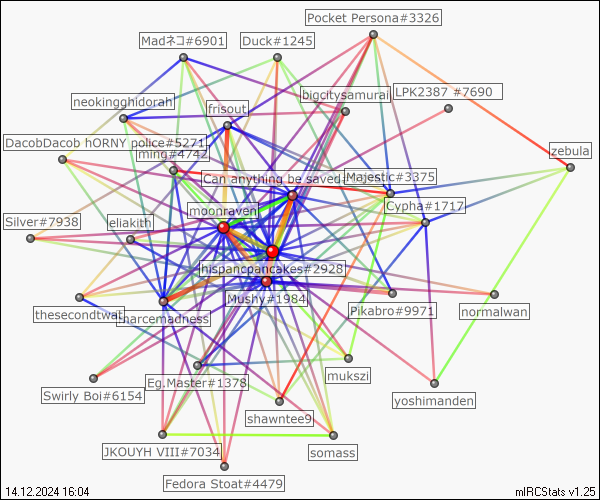 Pocket Persona#3326
Madネコ#6901
Duck#1245
bigcitysamurai
LPK2387 #7690
neokingghidorah
frisout
DacobDacob hORNY police#5271
zebula
ming#4742
Can anything be saved
Majestic#3375
moonraven
Cypha#1717
Silver#7938
eliakith
hispancpancakes#2928
Mushy#1984
thesecondtwat
tharcemadness
Pikabro#9971
normalwan
Eg.Master#1378
mukszi
Swirly Boi#6154
yoshimanden
shawntee9
JKOUYH VIII#7034
somass
Fedora Stoat#4479
14.12.2024 16:04
mIRCStats v1.25